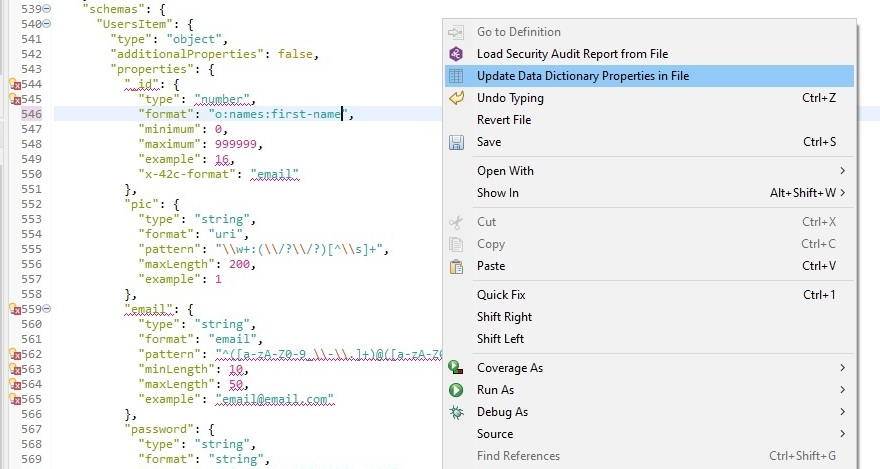 539 "schemas": {
540 "UsersItem": {
541 "type": "object",
542 "additionalProperties": false,
543 "properties": {
544 "_id": {
545 "type": "number",
546 "format": "o:names:first-name",
547 "minimum": 0,
548 "maximum": 999999,
549 "example": 16,
550 "x-42c-format": "email"
551 },
552 "pic": {
553 "type": "string",
554 "format": "uri",
555 "pattern": "\\w+:(\\/?\\/?)[^\\s]+",
556 "maxLength": 200,
557 "example": 1
558 },
559 "email": {
560 "type": "string",
561 "format": "email",
562 "pattern": "^([a-zA-Z0-9_\\-\\.]+)@([a-zA-Z0
563 "minLength": 10,
564 "maxLength": 50,
565 "example": "email@email.com"
566 },
567 "password": {
568 "type": "string",
569 "format": "string",
Go to Definition
Load Security Audit Report from File
Update Data Dictionary Properties in File
Undo Typing Ctrl+Z
Revert File
Save Ctrl+S
Open With
Show In Alt+Shift+W
Cut Ctrl+X
Copy Ctrl+C
Paste Ctrl+V
Quick Fix Ctrl+1
Shift Right
Shift Left
Coverage As
Run As
Debug As
Source
Find References Ctrl+Shift+G